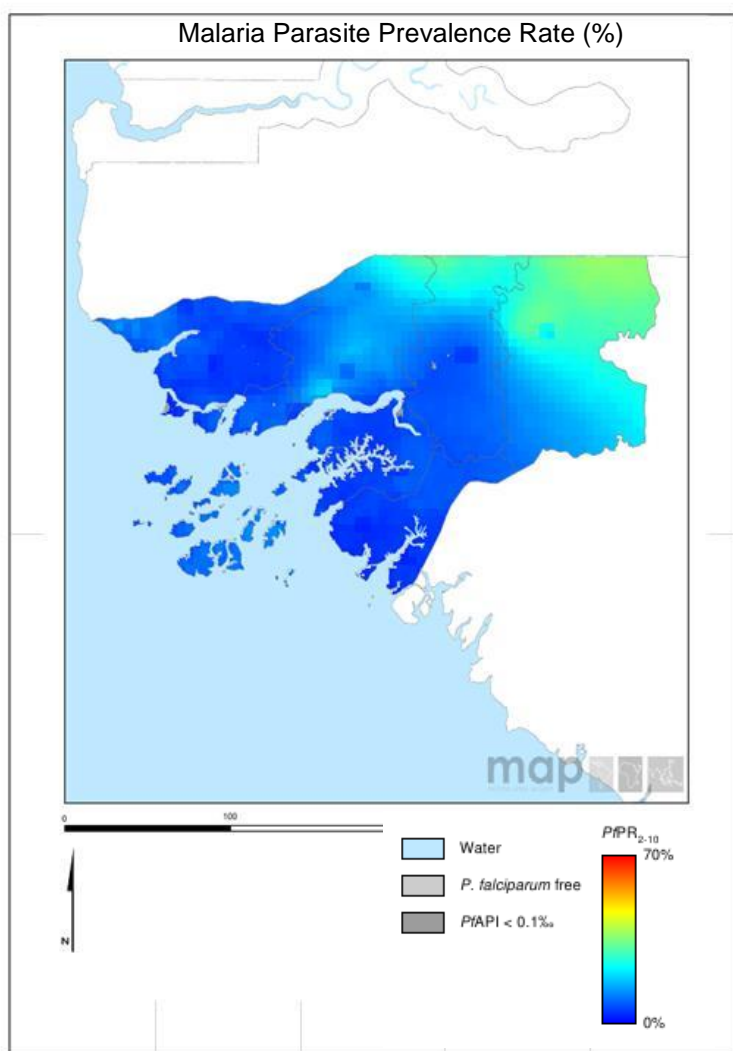 Malaria Parasite Prevalence Rate (%)
map
0
100
Water
P. falciparum free
PfAPI < 0.1‰
PfPR2-10
70%
0%
N